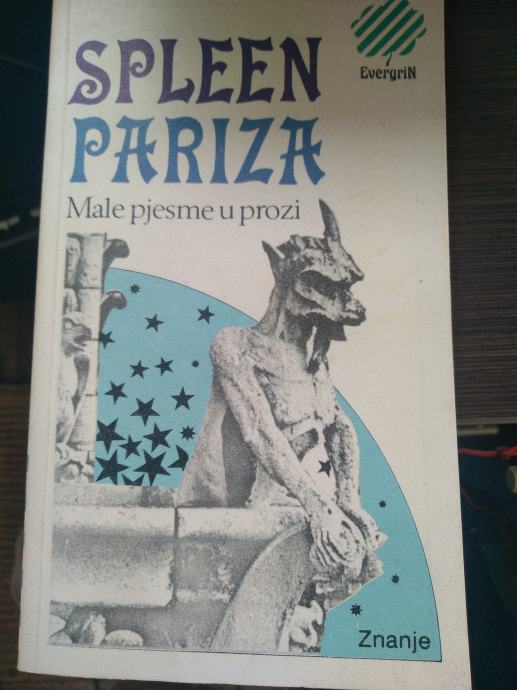 SPLEEN
PARIZA
Male pjesme u prozi
EvergriN
Znanje